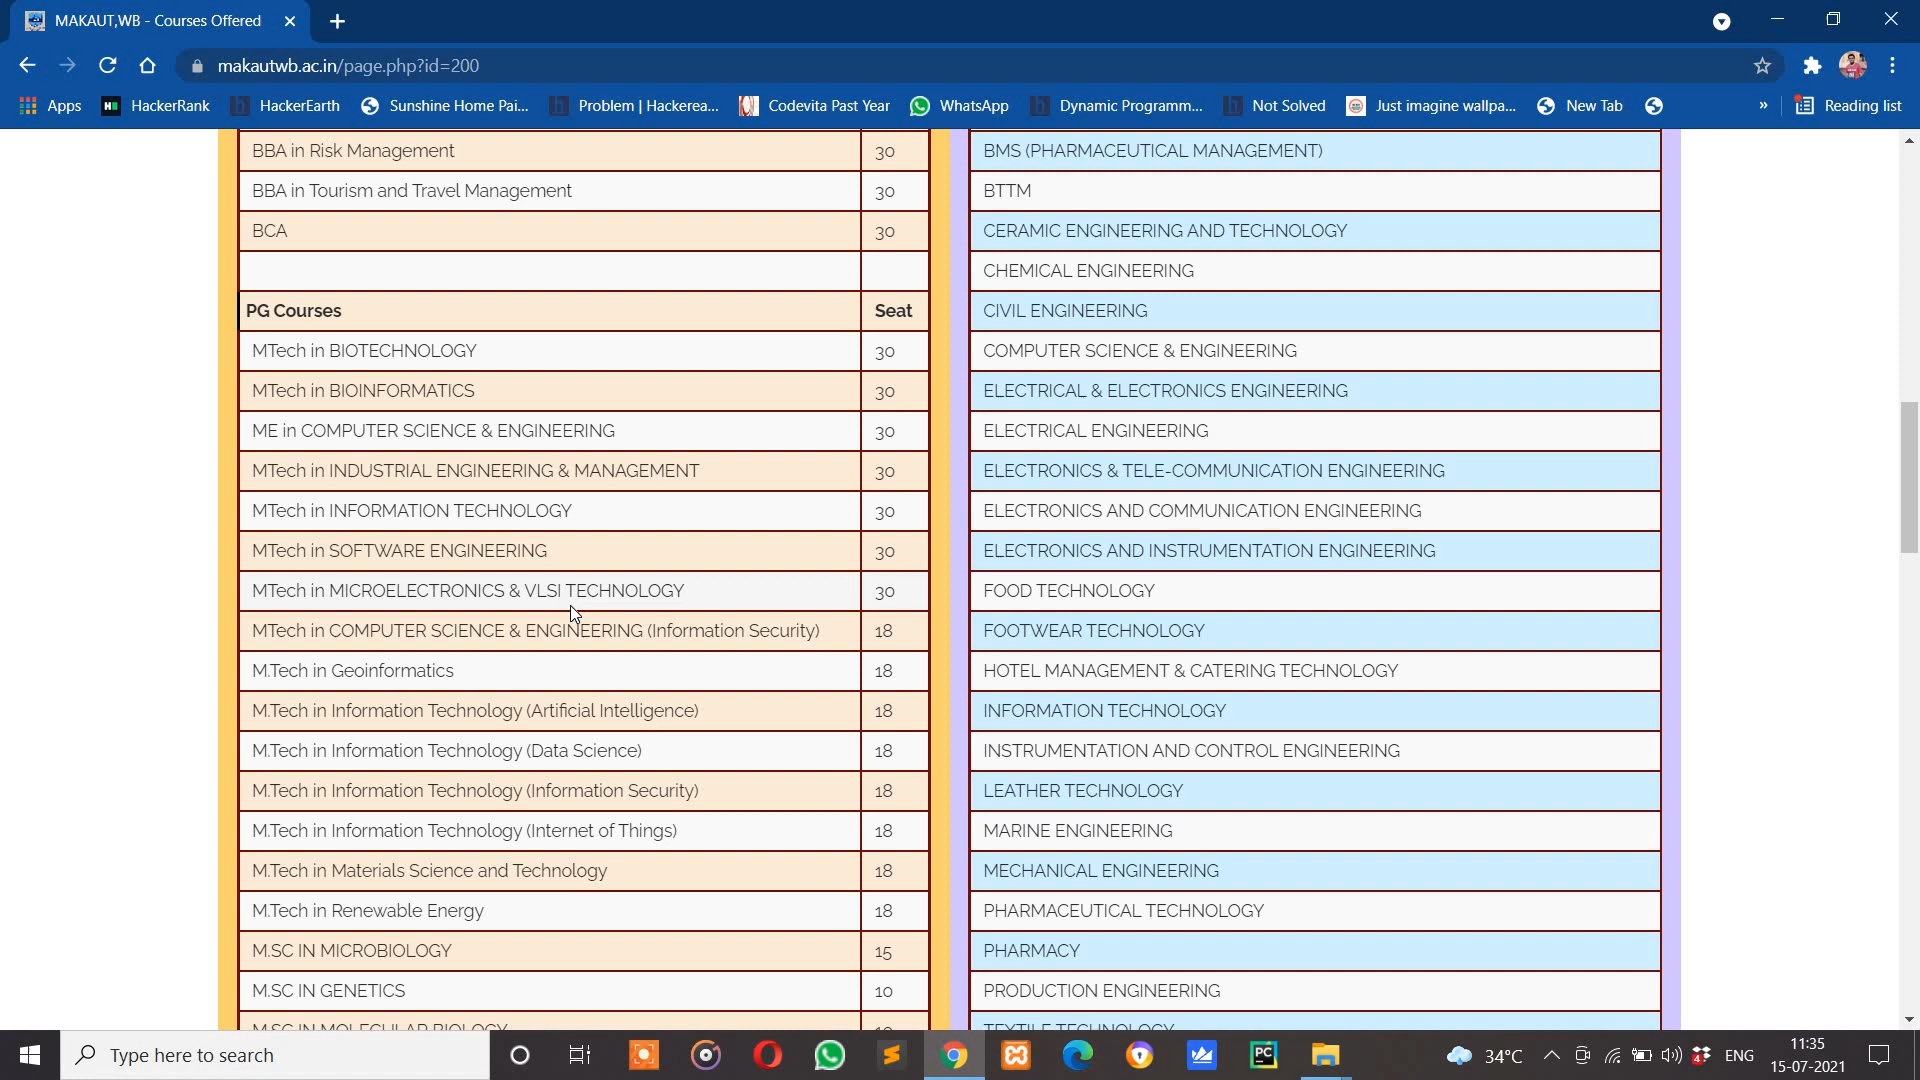 MAKAUT,WB - Courses Offered
makautwb.ac.in/page.php?id=200
Apps
HackerRank
HackerEarth
Sunshine Home Pai...
Problem | Hackerea...
Codevita Past Year
WhatsApp
Dynamic Programm...
Not Solved
Just imagine wallpa...
New Tab
»
Reading list
BBA in Risk Management 30
BBA in Tourism and Travel Management 30
BCA 30
PG Courses Seat
MTech in BIOTECHNOLOGY 30
MTech in BIOINFORMATICS 30
ME in COMPUTER SCIENCE & ENGINEERING 30
MTech in INDUSTRIAL ENGINEERING & MANAGEMENT 30
MTech in INFORMATION TECHNOLOGY 30
MTech in SOFTWARE ENGINEERING 30
MTech in MICROELECTRONICS & VLSI TECHNOLOGY 30
MTech in COMPUTER SCIENCE & ENGINEERING (Information Security) 18
M.Tech in Geoinformatics 18
M.Tech in Information Technology (Artificial Intelligence) 18
M.Tech in Information Technology (Data Science) 18
M.Tech in Information Technology (Information Security) 18
M.Tech in Information Technology (Internet of Things) 18
M.Tech in Materials Science and Technology 18
M.Tech in Renewable Energy 18
M.SC IN MICROBIOLOGY 15
M.SC IN GENETICS 10
M.SC IN MOLECULAR BIOLOGY
BMS (PHARMACEUTICAL MANAGEMENT)
BTTM
CERAMIC ENGINEERING AND TECHNOLOGY
CHEMICAL ENGINEERING
CIVIL ENGINEERING
COMPUTER SCIENCE & ENGINEERING
ELECTRICAL & ELECTRONICS ENGINEERING
ELECTRICAL ENGINEERING
ELECTRONICS & TELE-COMMUNICATION ENGINEERING
ELECTRONICS AND COMMUNICATION ENGINEERING
ELECTRONICS AND INSTRUMENTATION ENGINEERING
FOOD TECHNOLOGY
FOOTWEAR TECHNOLOGY
HOTEL MANAGEMENT & CATERING TECHNOLOGY
INFORMATION TECHNOLOGY
INSTRUMENTATION AND CONTROL ENGINEERING
LEATHER TECHNOLOGY
MARINE ENGINEERING
MECHANICAL ENGINEERING
PHARMACEUTICAL TECHNOLOGY
PHARMACY
PRODUCTION ENGINEERING
TEXTILE TECHNOLOGY
Type here to search
PC
34°C
4
ENG
11:35
15-07-2021